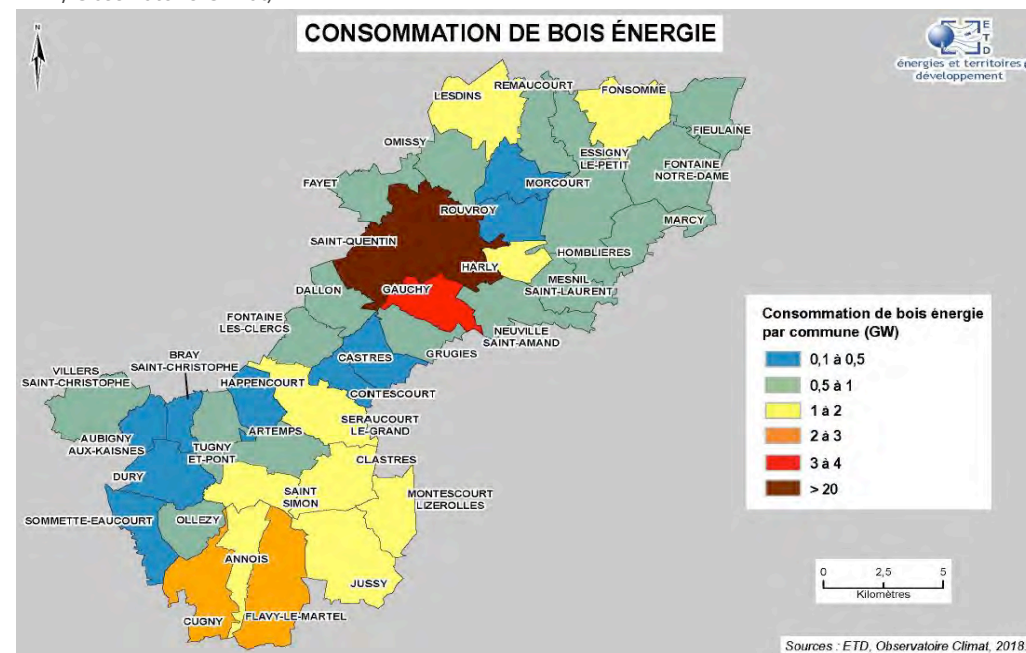 CONSOMMATION DE BOIS ÉNERGIE
N
E
T
D
énergies et territoires
développement
REMAUCOURT
FONSOMME
LESDINS
FIEULAINE
OMISSY
ESSIGNY
LE-PETIT
FONTAINE
NOTRE-DAME
FAYET
MORCOURT
ROUVROY
MARCY
SAINT-QUENTIN
HOMBLIERES
HARLY
MESNIL
SAINT-LAURENT
DALLON
GAUCHY
FONTAINE
LES-CLERCS
NEUVILLE
SAINT-AMAND
GRUGIES
BRAY
SAINT-CHRISTOPHE
CASTRES
VILLERS
SAINT-CHRISTOPHE
HAPPENCOURT
CONTESCOURT
SERAUCOURT
LE-GRAND
ARTEMPS
AUBIGNY
AUX-KAISNES
TUGNY
ET-PONT
CLASTRES
DURY
SAINT
SIMON
MONTESCOURT
LIZEROLLES
SOMMETTE-EAUCOURT
OLLEZY
ANNOIS
JUSSY
CUGNY
FLAVY-LE-MARTEL
Consommation de bois énergie
par commune (GW)
0,1 à 0,5
0,5 à 1
1 à 2
2 à 3
3 à 4
> 20
0 2,5 5
Kilomètres
Sources : ETD, Observatoire Climat, 2018.